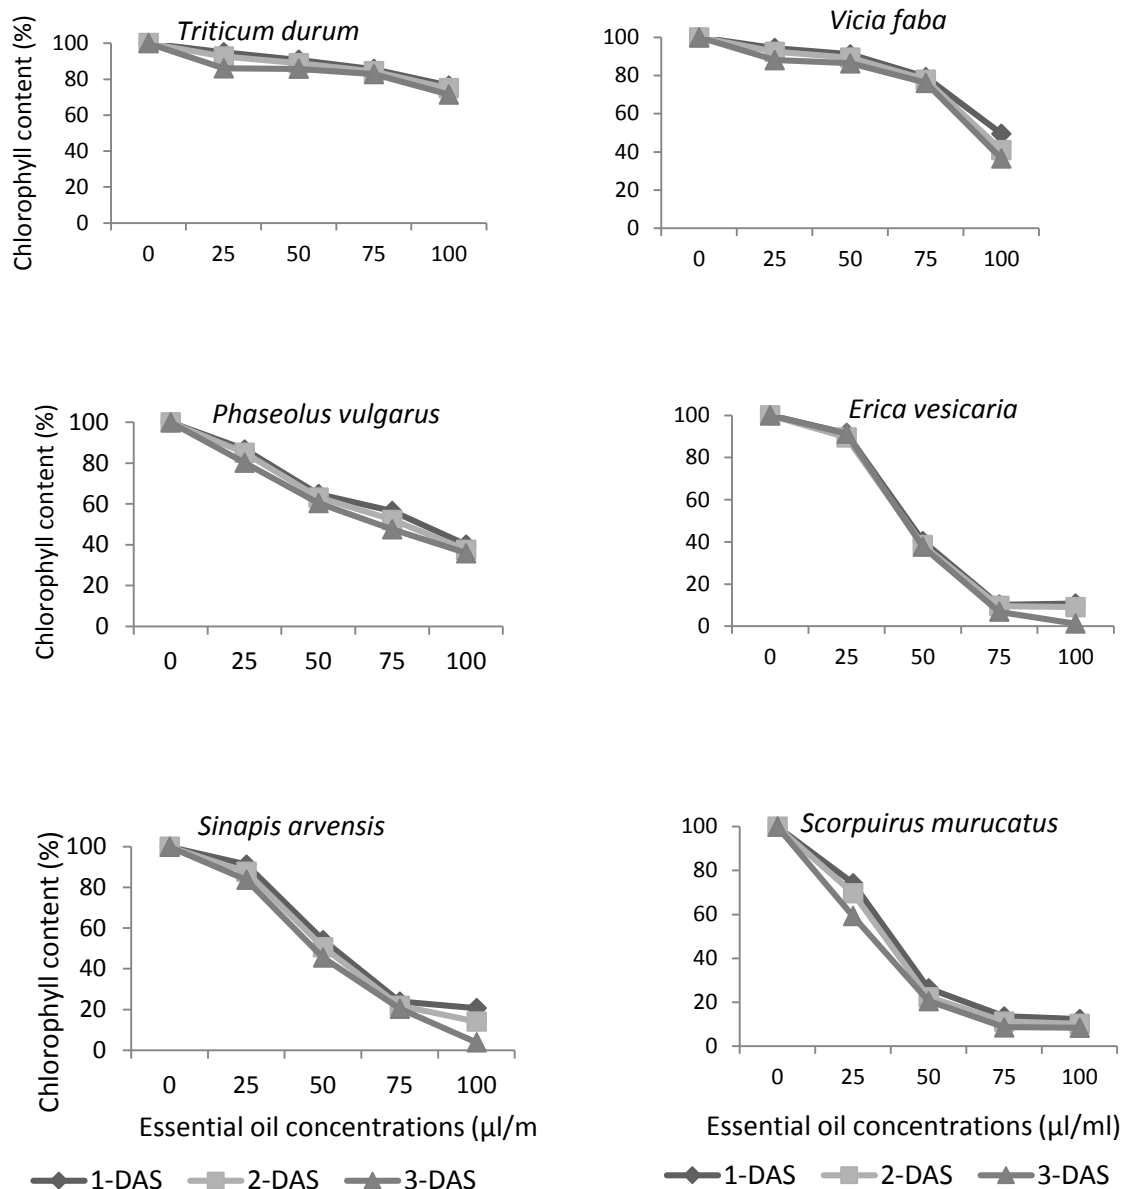 Triticum durum
Chlorophyll content (%)
100
80
60
40
20
0
0 25 50 75 100
Vicia faba
100
80
60
40
20
0
0 25 50 75 100
Phaseolus vulgarus
Chlorophyll content (%)
100
80
60
40
20
0
0 25 50 75 100
Erica vesicaria
100
80
60
40
20
0
0 25 50 75 100
Sinapis arvensis
Chlorophyll content (%)
100
80
60
40
20
0
0 25 50 75 100
Essential oil concentrations (µl/m
1-DAS 2-DAS 3-DAS
Scorpuirus murucatus
100
80
60
40
20
0
0 25 50 75 100
Essential oil concentrations (µl/ml)
1-DAS 2-DAS 3-DAS